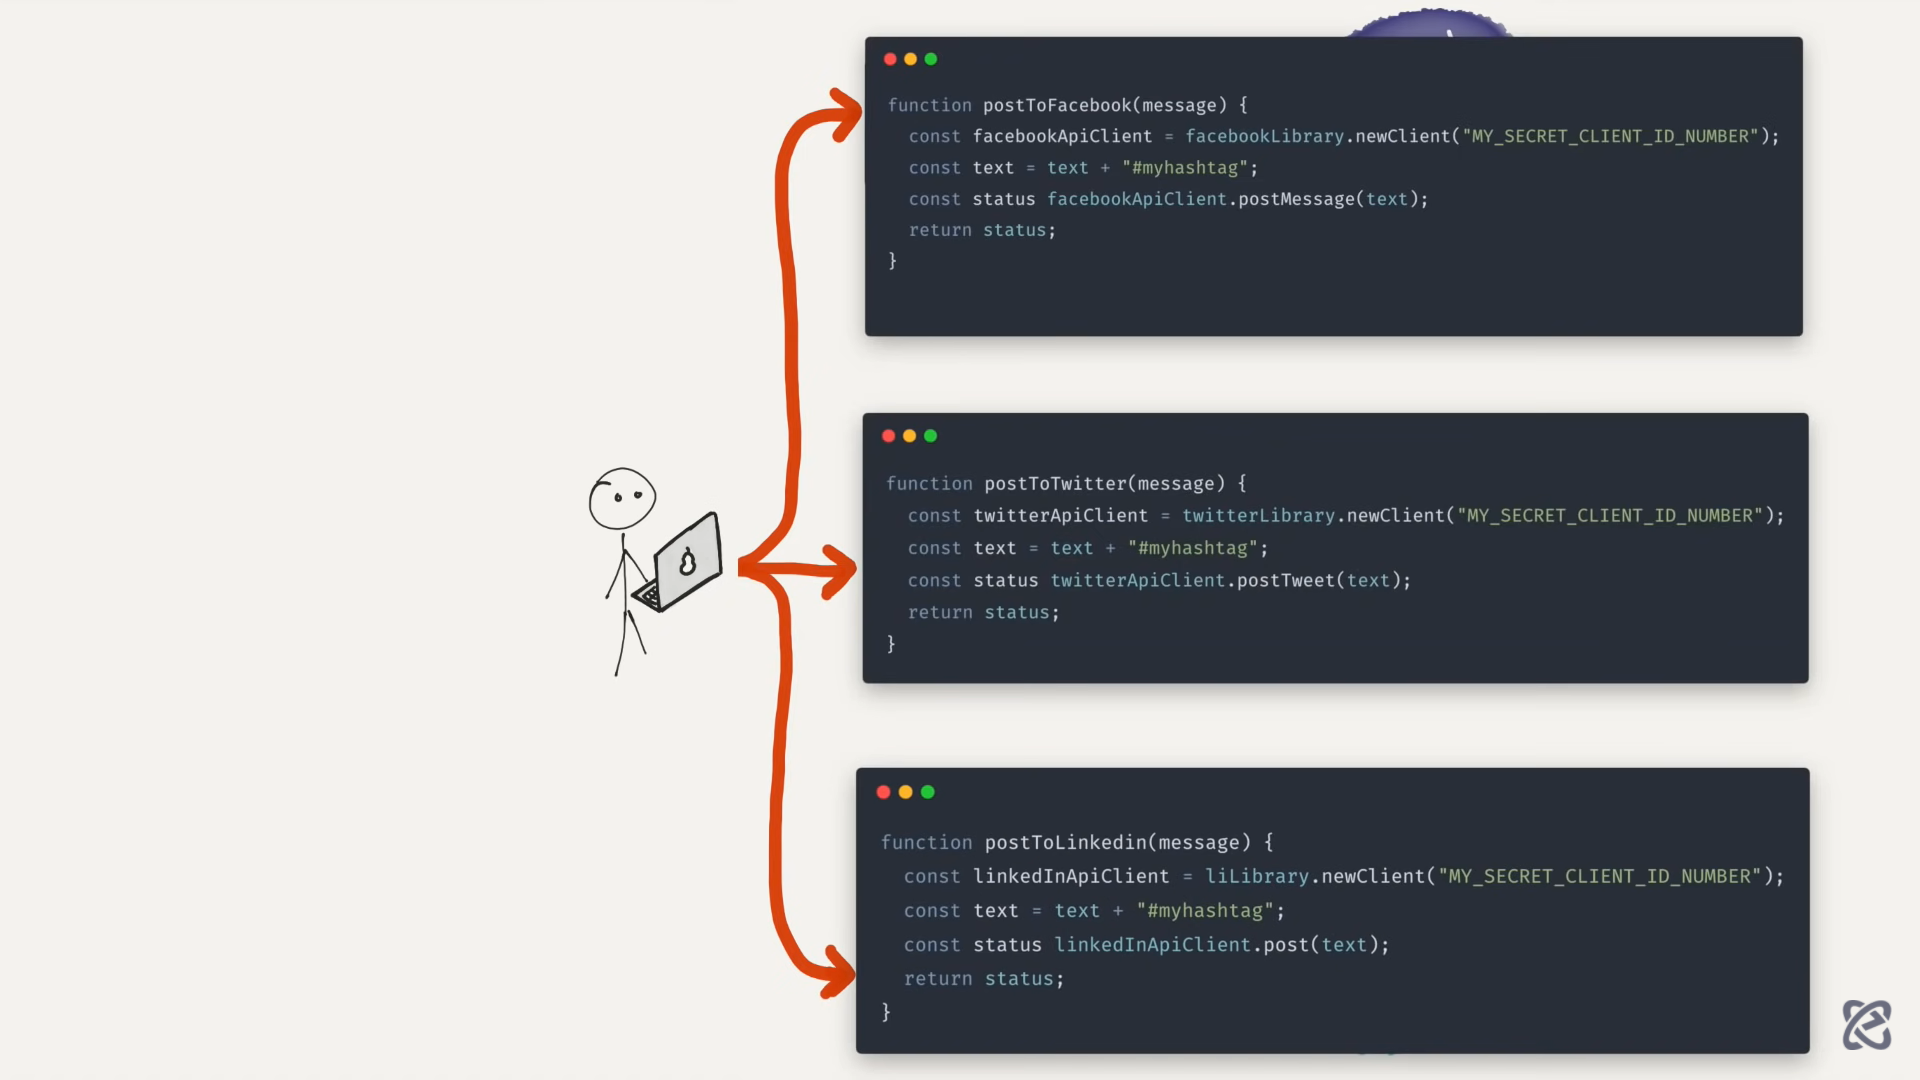 function postToFacebook(message) {
const facebookApiClient = facebookLibrary.newClient("MY_SECRET_CLIENT_ID_NUMBER");
const text = text + "#myhashtag";
const status facebookApiClient.postMessage(text);
return status;
}
function postToTwitter(message) {
const twitterApiClient = twitterLibrary.newClient("MY_SECRET_CLIENT_ID_NUMBER");
const text = text + "#myhashtag";
const status twitterApiClient.postTweet(text);
return status;
}
function postToLinkedin(message) {
const linkedInApiClient = liLibrary.newClient("MY_SECRET_CLIENT_ID_NUMBER");
const text = text + "#myhashtag";
const status linkedInApiClient.post(text);
return status;
}